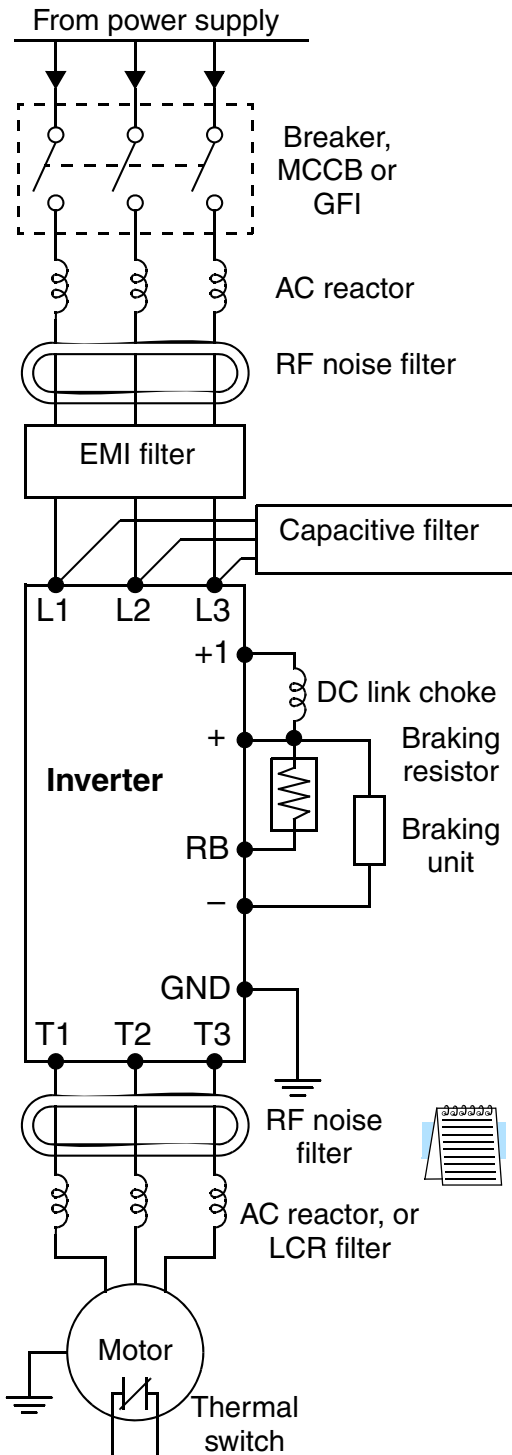 From power supply
Breaker,
MCCB or
GFI
AC reactor
RF noise filter
EMI filter
Capacitive filter
L1 L2 L3
+1
DC link choke
+
Braking
resistor
Inverter
Braking
unit
RB
–
GND
T1 T2 T3
RF noise
filter
AC reactor, or
LCR filter
Motor
Thermal
switch